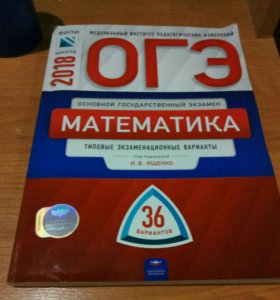 ФЕДЕРАЛЬНЫЙ ИНСТИТУТ ПЕДАГОГИЧЕСКИХ ИЗМЕРЕНИЙ
ФИПИ
ШКОЛЕ
2018
ОГЭ
ОСНОВНОЙ ГОСУДАРСТВЕННЫЙ ЭКЗАМЕН
МАТЕМАТИКА
ТИПОВЫЕ ЭКЗАМЕНАЦИОННЫЕ ВАРИАНТЫ
ПОД РЕДАКЦИЕЙ
И. В. ЯЩЕНКО
36
ВАРИАНТОВ